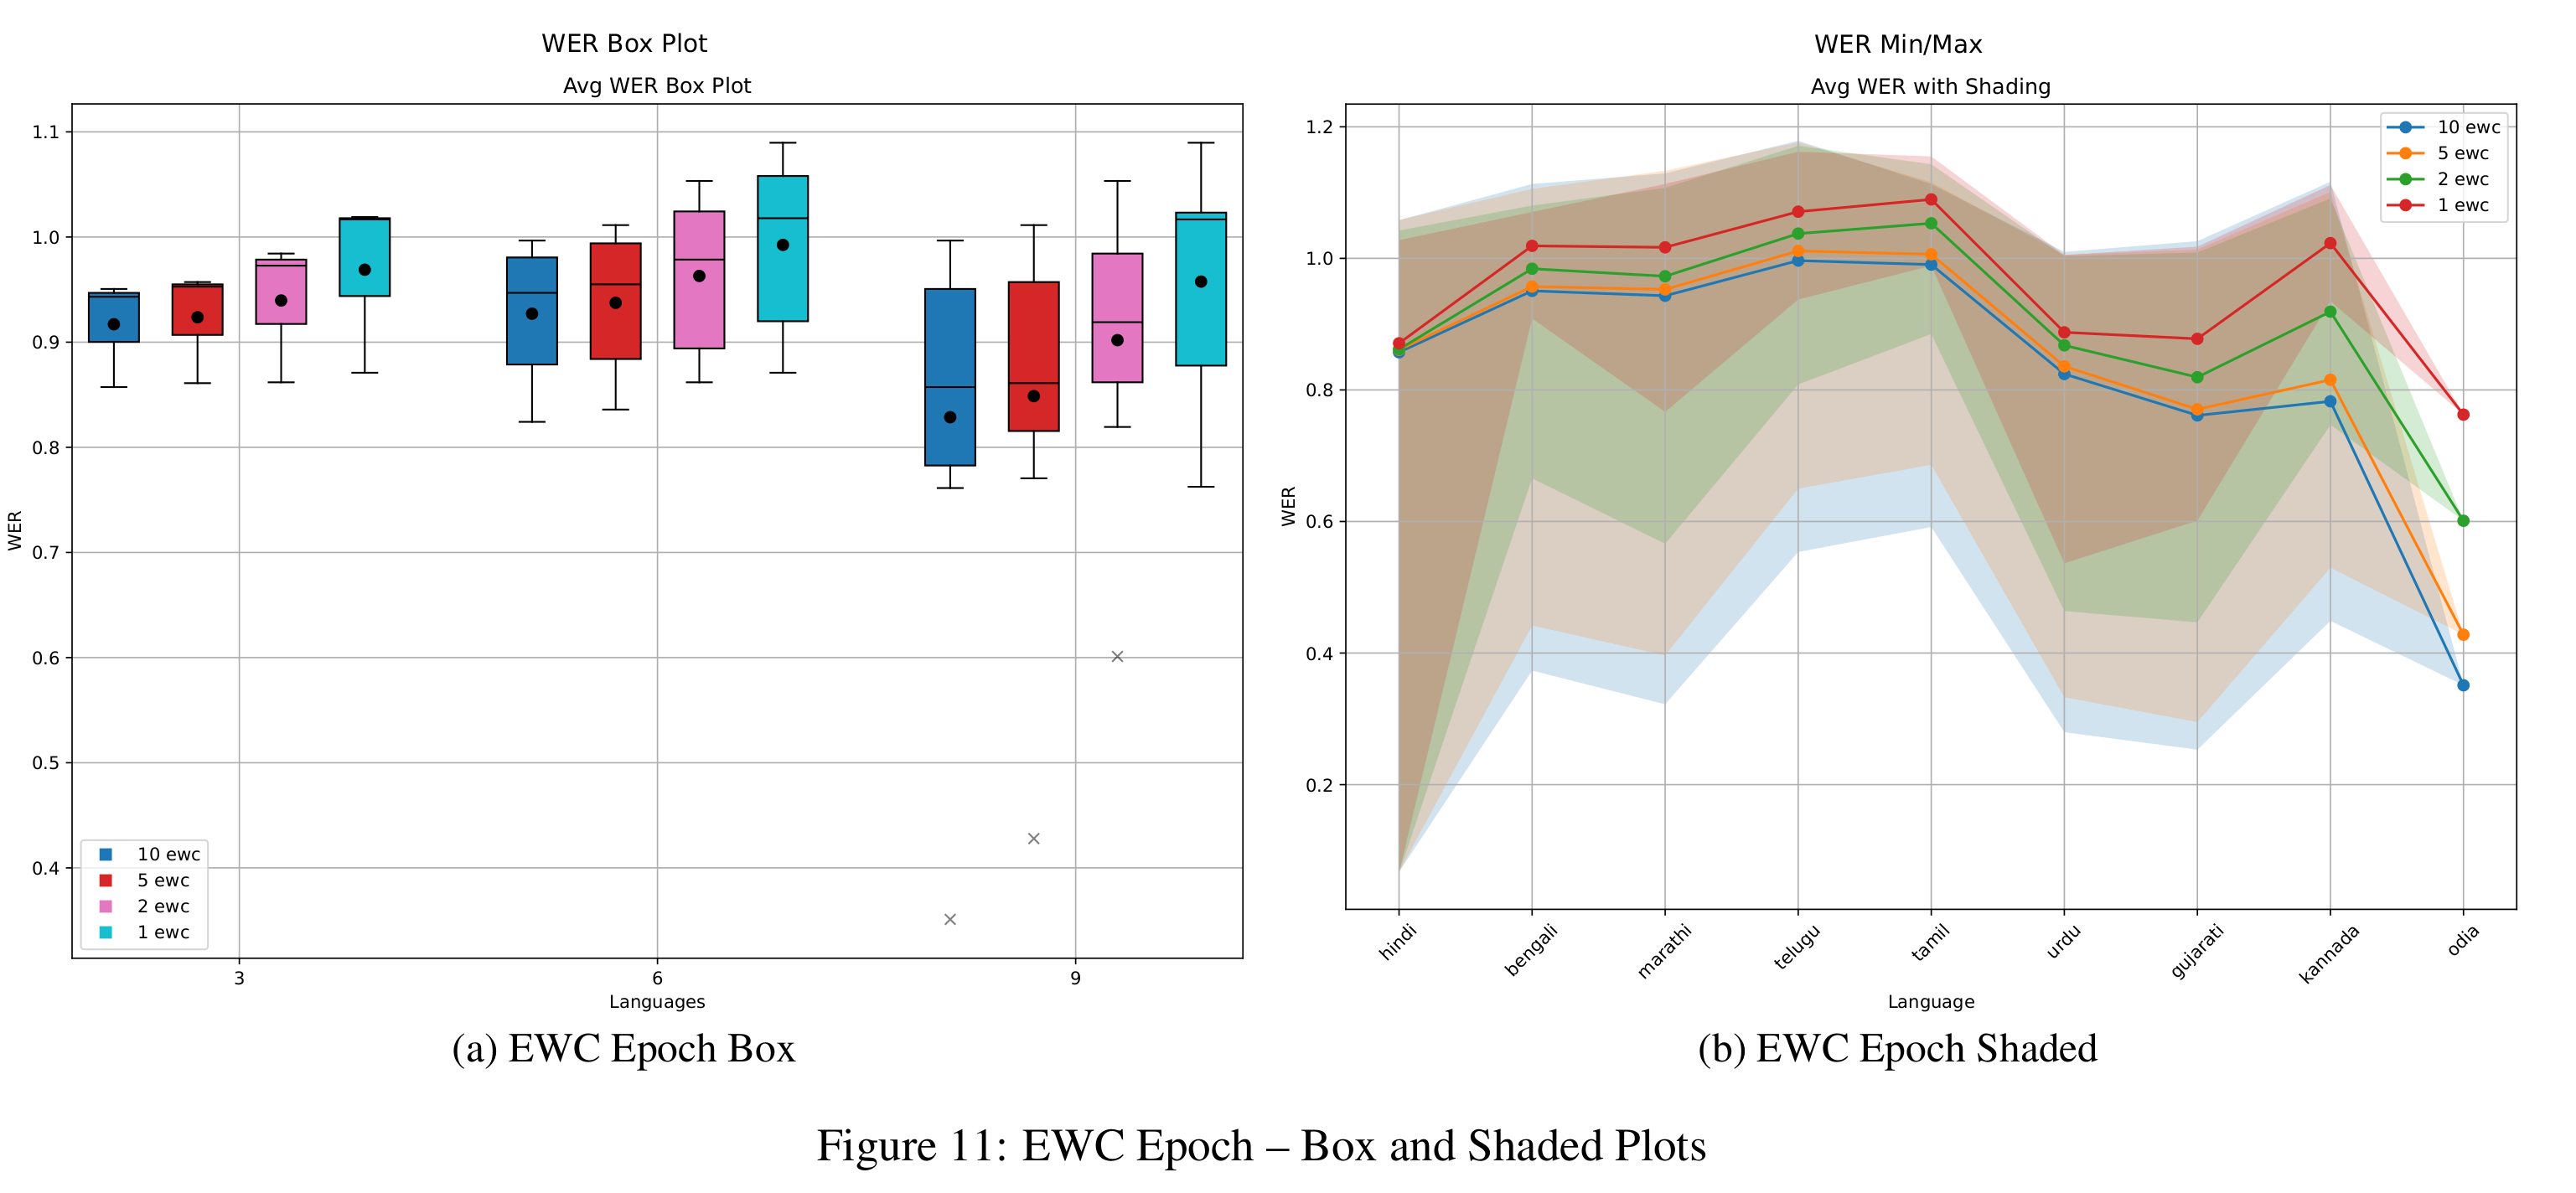 WER Box Plot
Avg WER Box Plot
1.1
1.0
0.9
0.8
0.7
0.6
0.5
0.4
WER
10 ewc
5 ewc
2 ewc
1 ewc
3 6 9
Languages
(a) EWC Epoch Box
WER Min/Max
Avg WER with Shading
1.2
1.0
0.8
0.6
0.4
0.2
WER
10 ewc
5 ewc
2 ewc
1 ewc
hindi bengali marathi telugu tamil urdu gujarati kannada odia
Language
(b) EWC Epoch Shaded
Figure 11: EWC Epoch – Box and Shaded Plots